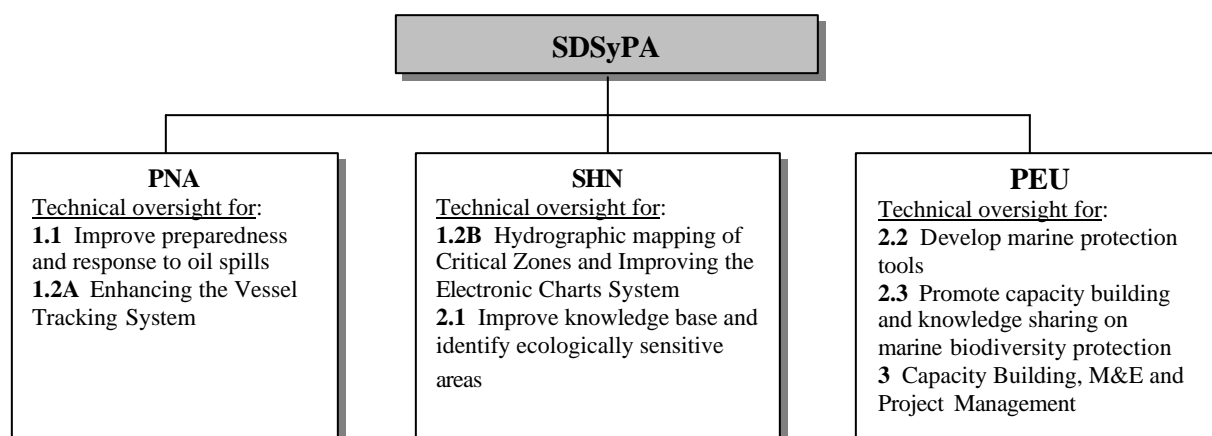 SDSyPA
PNA
Technical oversight for:
1.1 Improve preparedness
and response to oil spills
1.2A Enhancing the Vessel
Tracking System
SHN
Technical oversight for:
1.2B Hydrographic mapping of
Critical Zones and Improving the
Electronic Charts System
2.1 Improve knowledge base and
identify ecologically sensitive
areas
PEU
Technical oversight for:
2.2 Develop marine protection
tools
2.3 Promote capacity building
and knowledge sharing on
marine biodiversity protection
3 Capacity Building, M&E and
Project Management